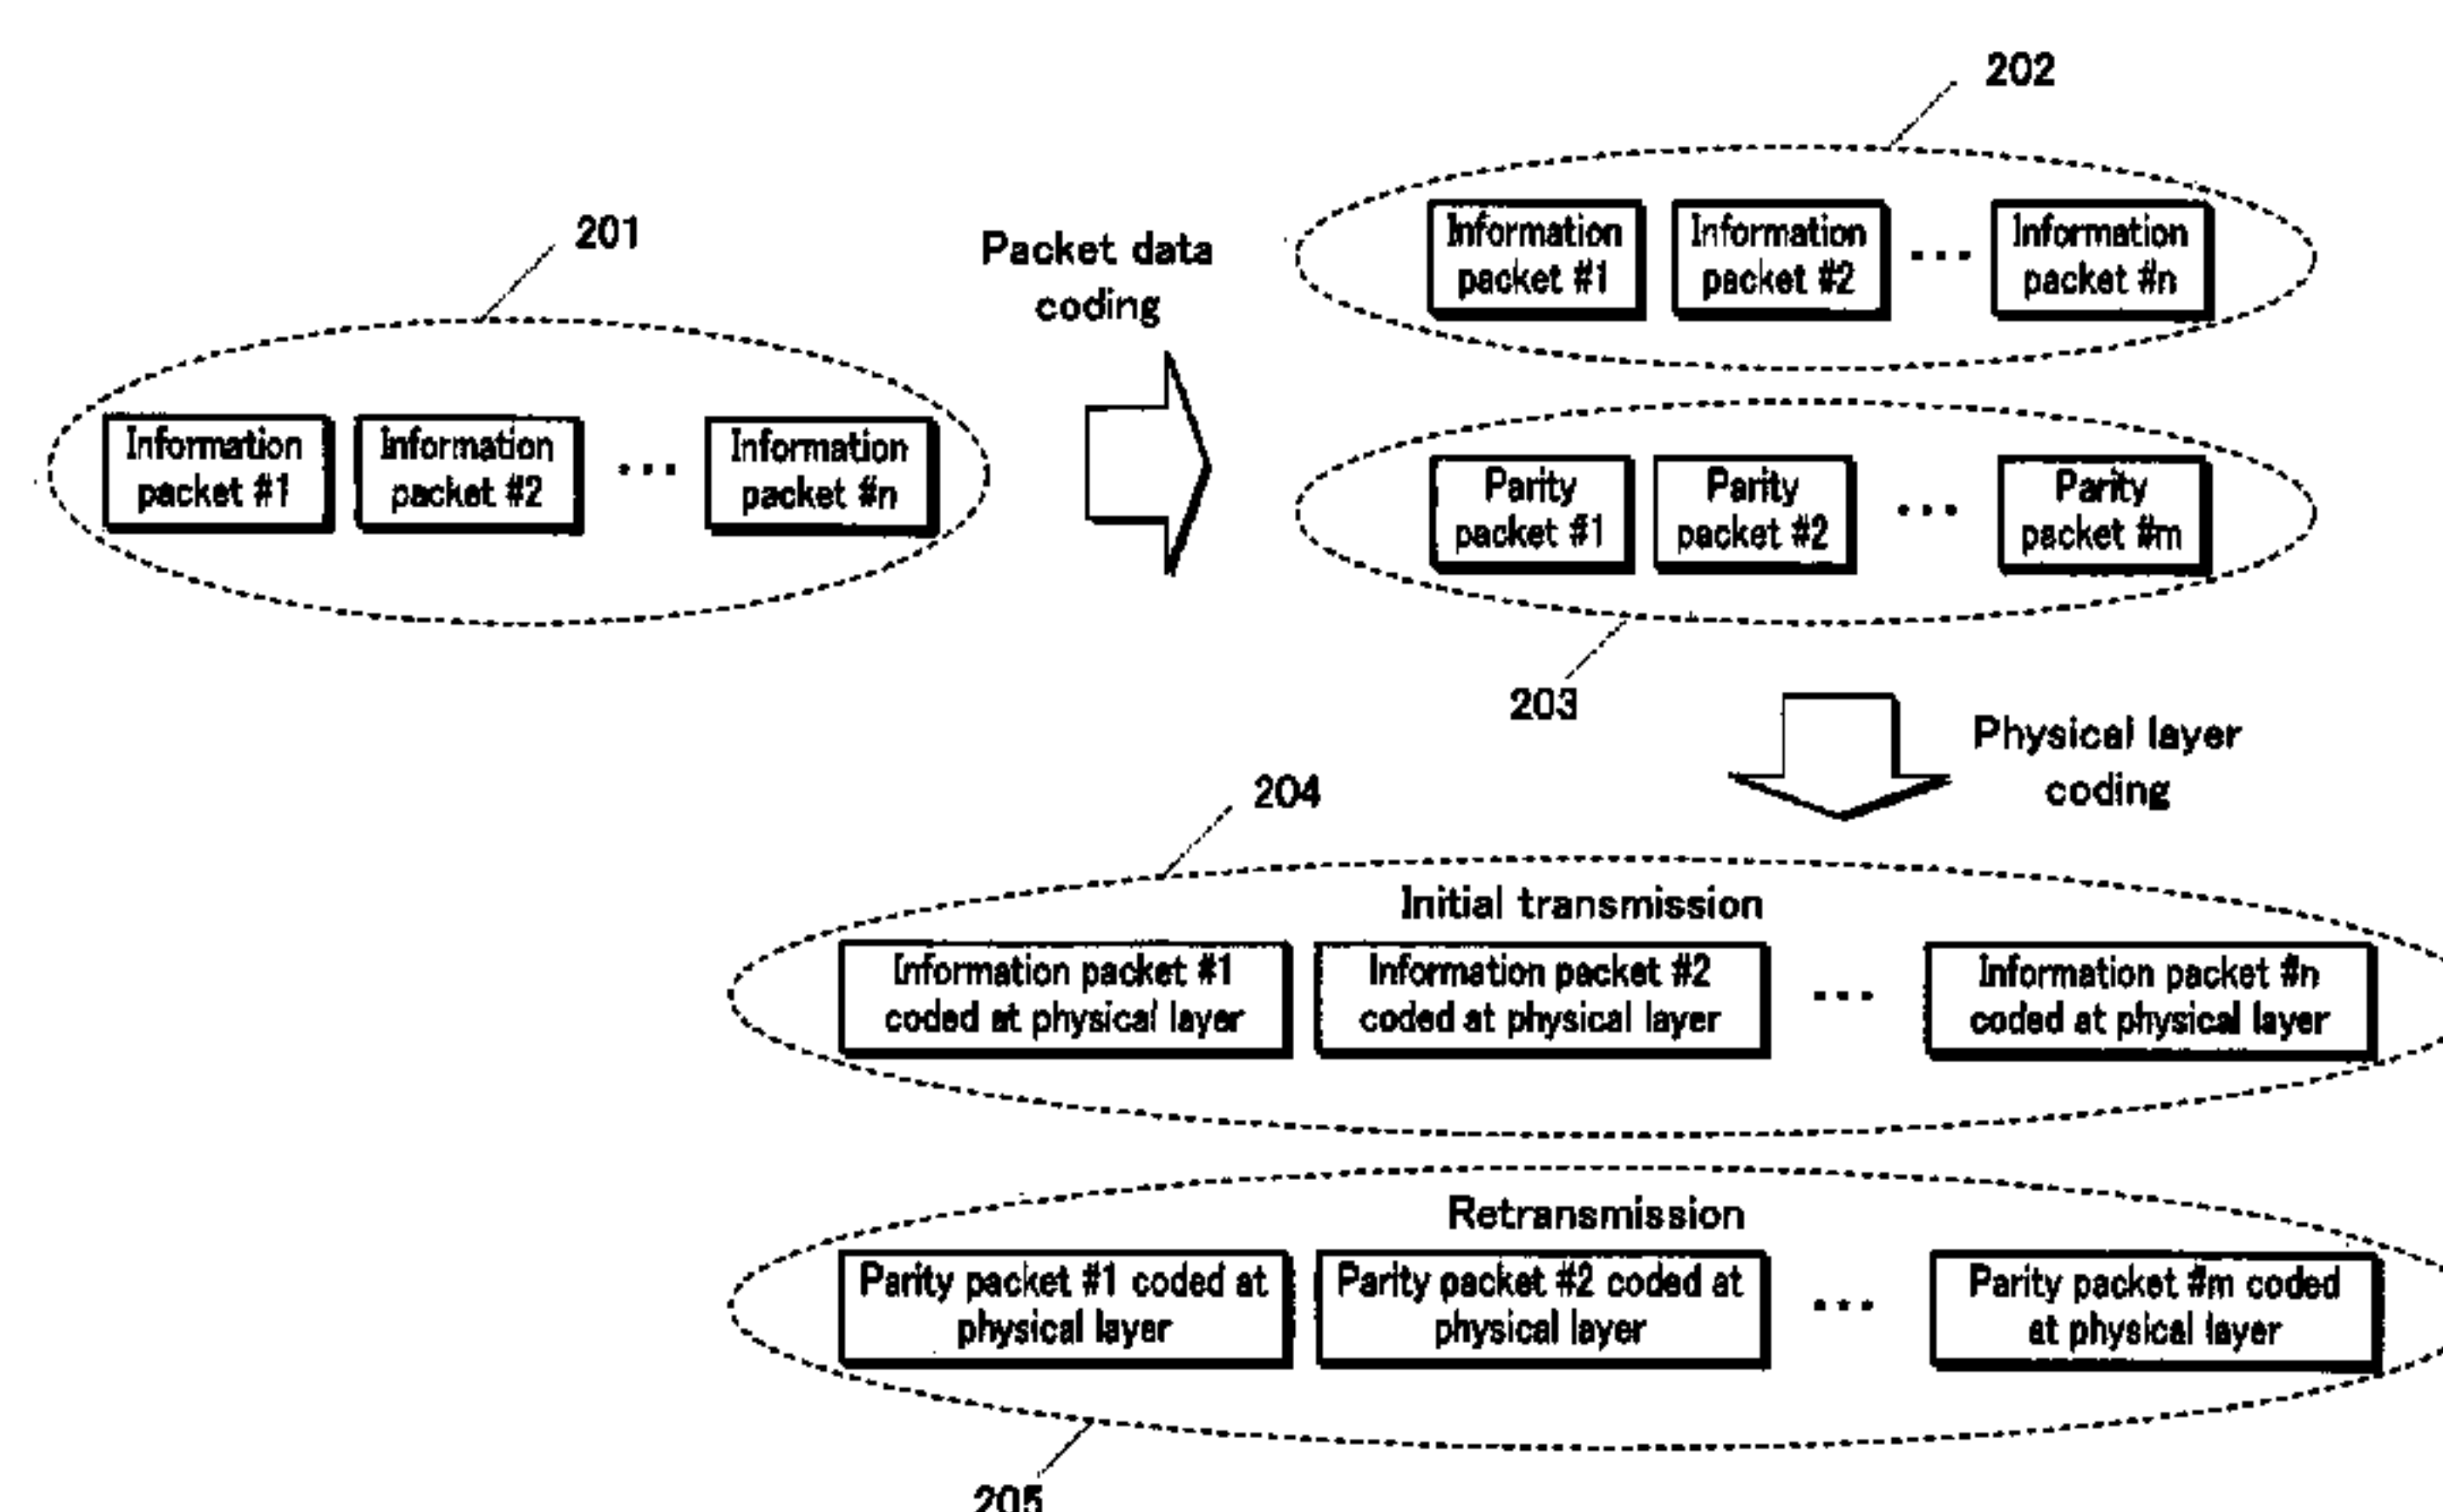 202
201
Packet data
coding
Information
packet #1
Information
packet #2
...
Information
packet #n
Information
packet #1
Information
packet #2
...
Information
packet #n
Parity
packet #1
Parity
packet #2
...
Parity
packet #m
203
Physical layer
coding
204
Initial transmission
Information packet #1
coded at physical layer
Information packet #2
coded at physical layer
...
Information packet #n
coded at physical layer
Retransmission
Parity packet #1 coded at
physical layer
Parity packet #2 coded at
physical layer
...
Parity packet #m coded
at physical layer
205